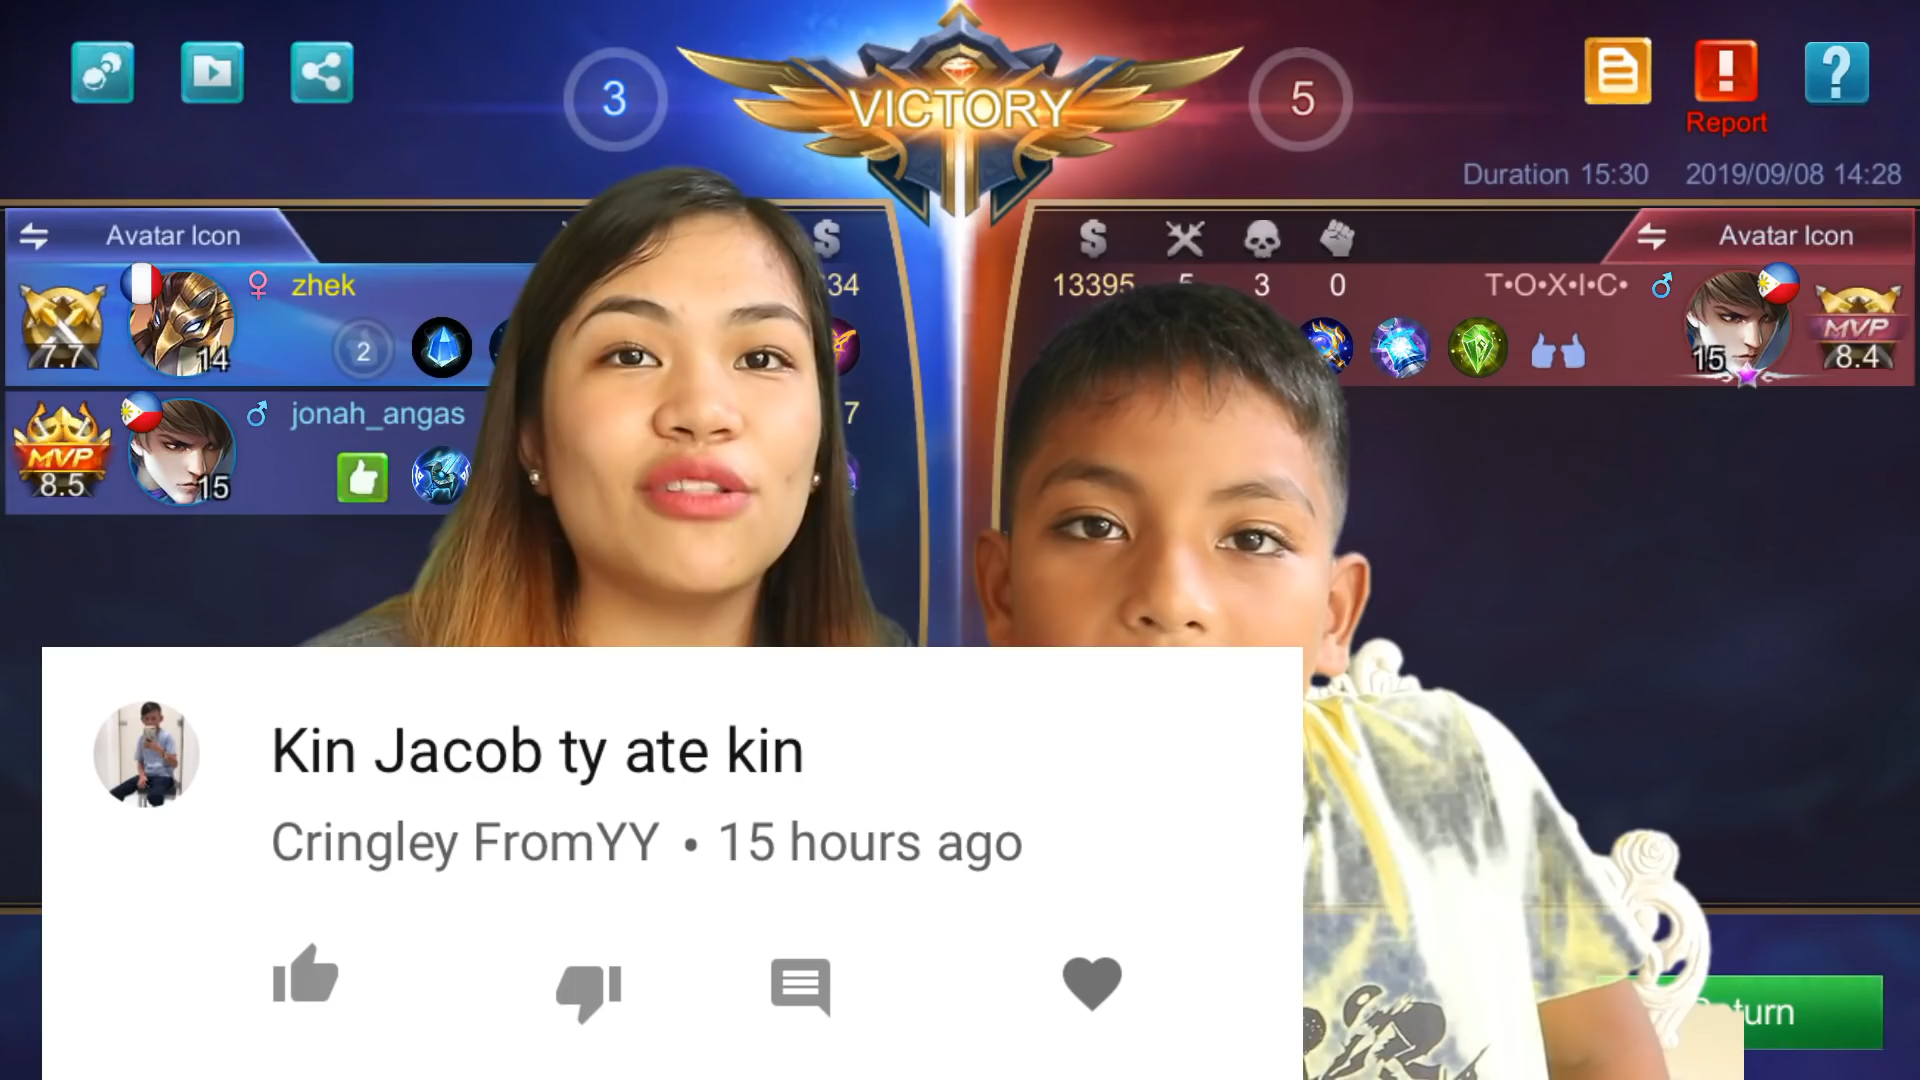 3
VICTORY
5
Report
Duration 15:30 2019/09/08 14:28
Avatar Icon
Avatar Icon
7.7
14
zhek
2
34
13395 5 3 0
T•O•X•I•C•
15
MVP
8.4
MVP
8.5
15
jonah_angas
7
Kin Jacob ty ate kin
Cringley FromYY • 15 hours ago
turn